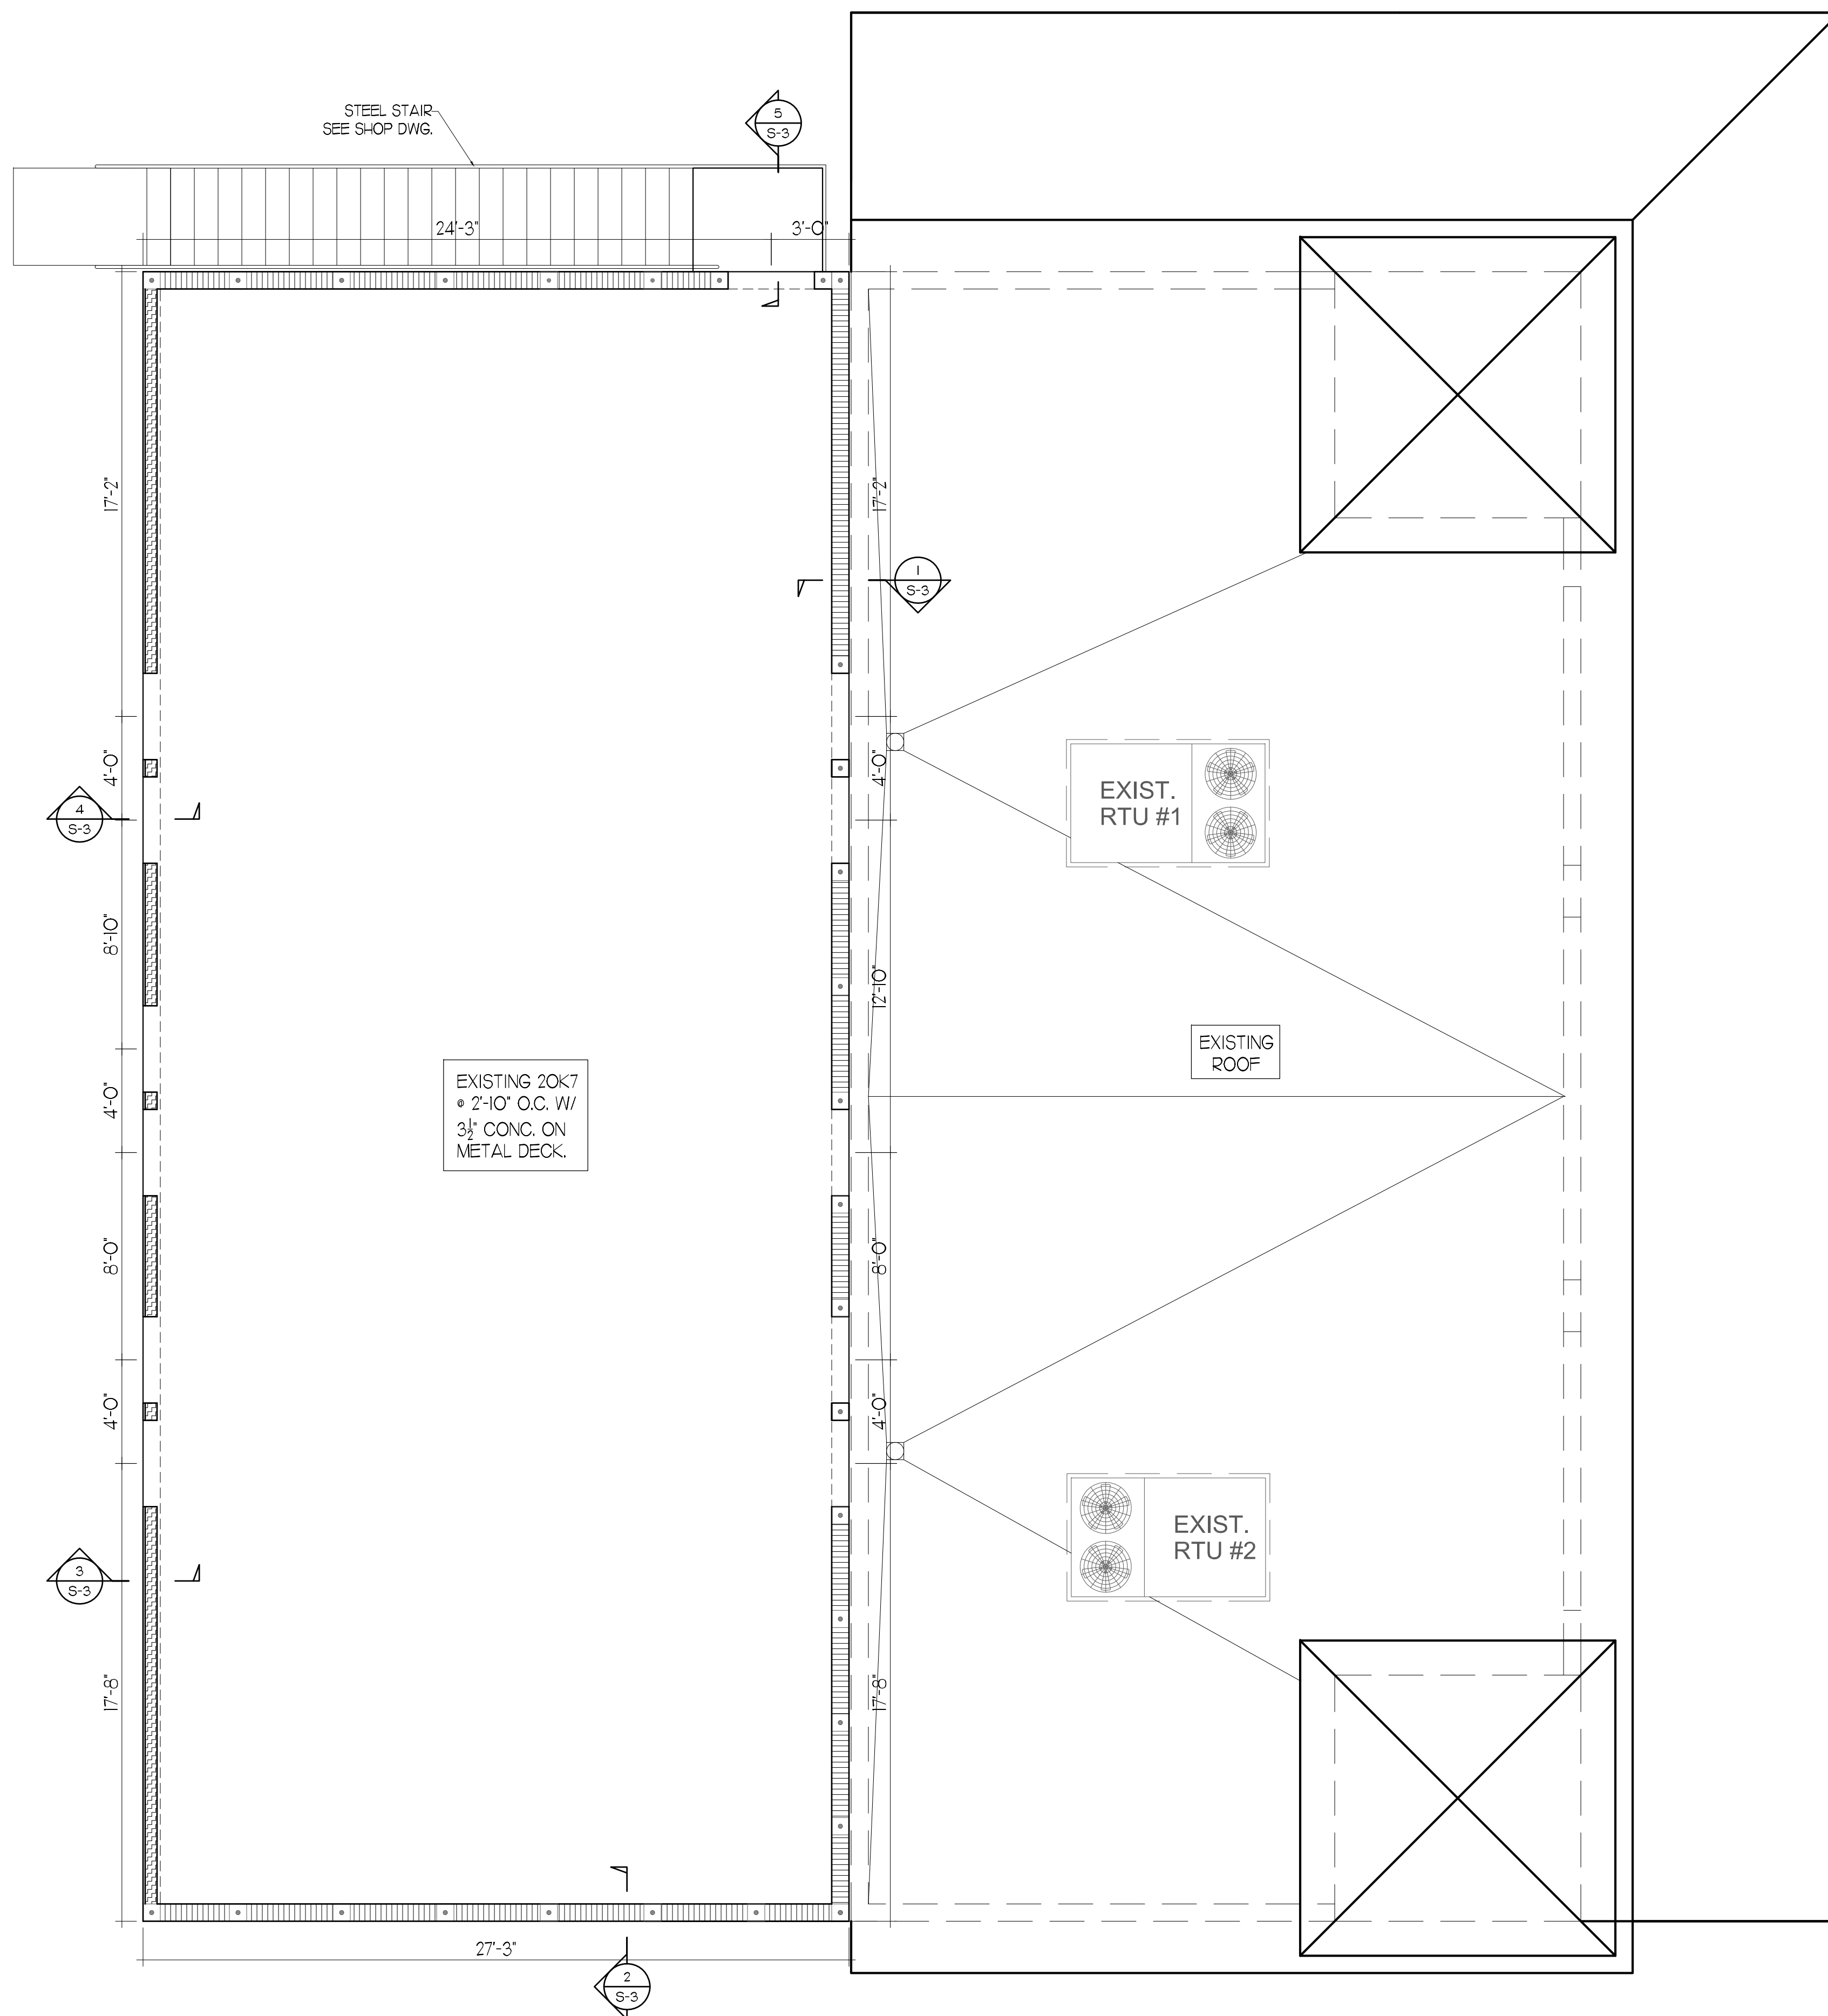 5
S-3
STEEL STAIR
SEE SHOP DWG.
24'-3"
3'-0"
17'-2"
17'-2"
1
S-3
4'-0"
4'-0"
EXIST.
RTU #1
4
S-3
8'-10"
12'-10"
EXISTING
ROOF
EXISTING 20K7
@ 2'-10" O.C. W/
3½" CONC. ON
METAL DECK.
4'-0"
8'-0"
8'-0"
4'-0"
4'-0"
EXIST.
RTU #2
3
S-3
17'-8"
17'-8"
27'-3"
2
S-3